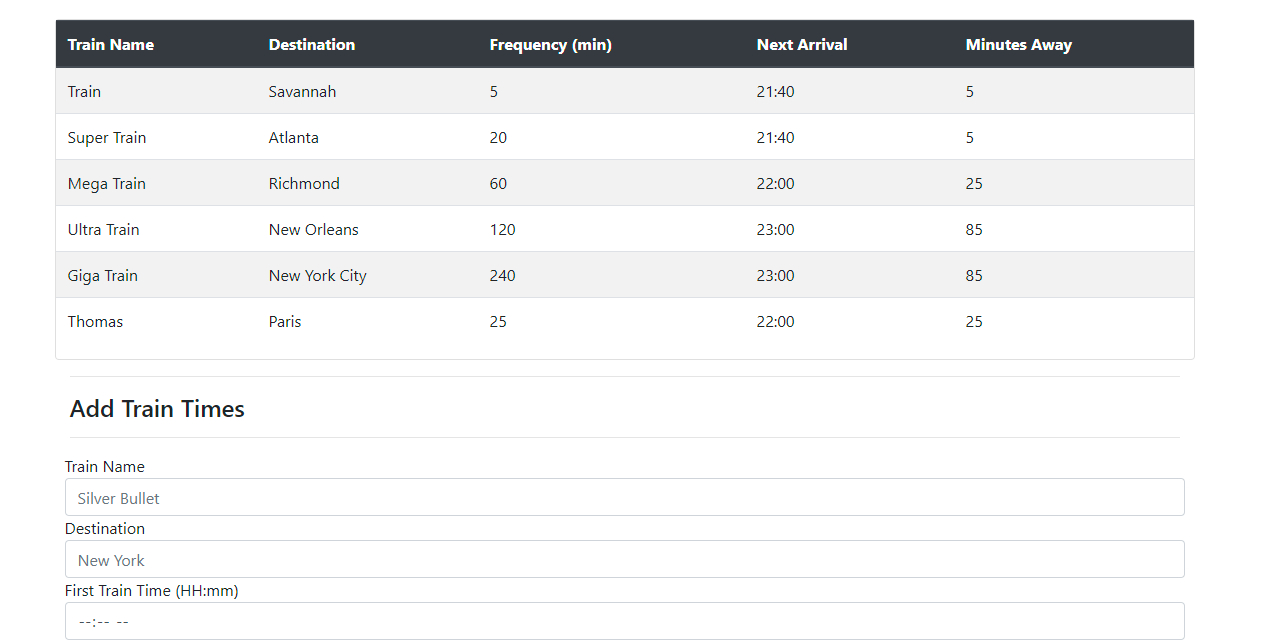 Train Name Destination Frequency (min) Next Arrival Minutes Away
Train Savannah 5 21:40 5
Super Train Atlanta 20 21:40 5
Mega Train Richmond 60 22:00 25
Ultra Train New Orleans 120 23:00 85
Giga Train New York City 240 23:00 85
Thomas Paris 25 22:00 25
Add Train Times
Train Name
Silver Bullet
Destination
New York
First Train Time (HH:mm)
--:-- --